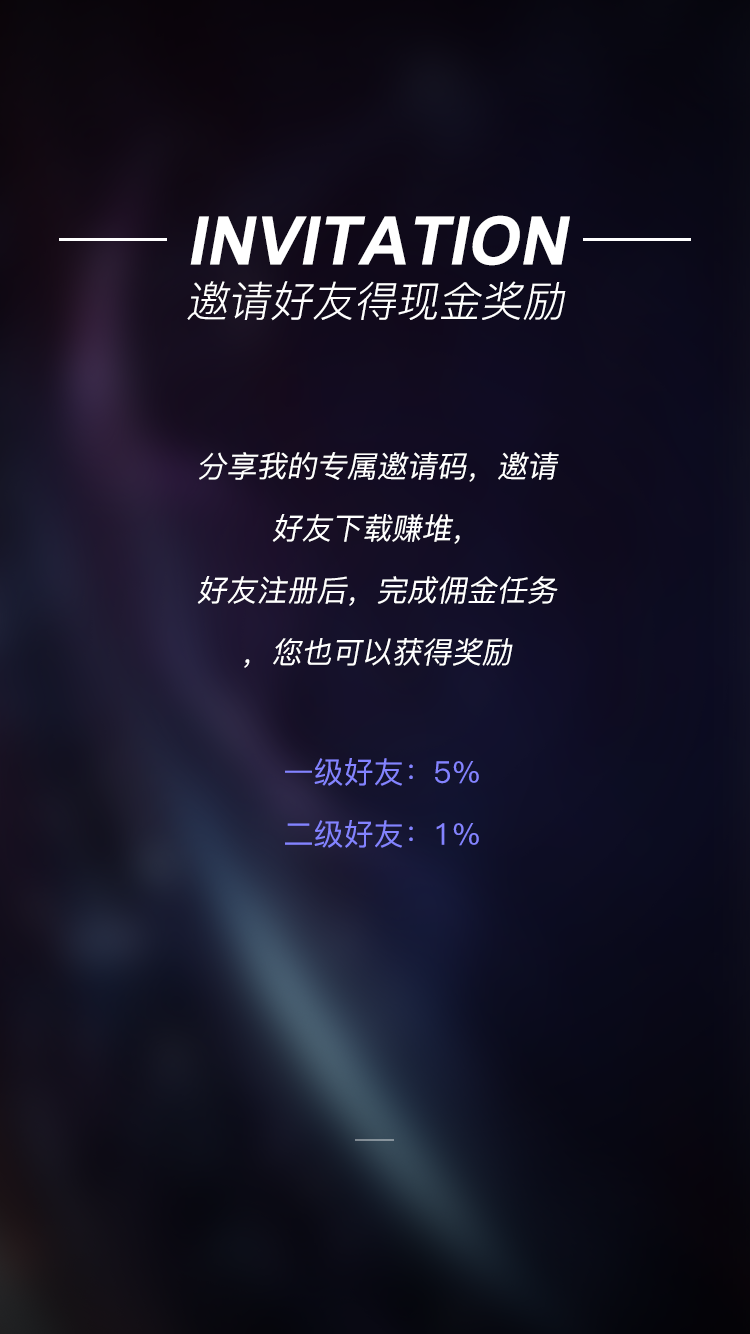 INVITATION
邀请好友得现金奖励
分享我的专属邀请码，邀请
好友下载赚堆，
好友注册后，完成佣金任务
，您也可以获得奖励
一级好友：5%
二级好友：1%